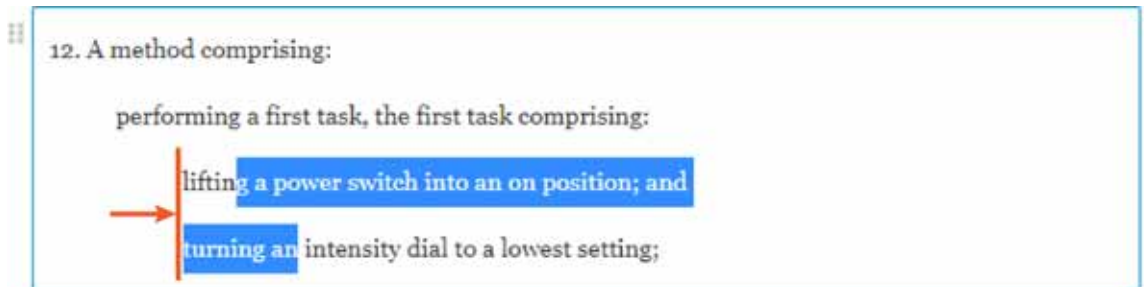 12. A method comprising:
performing a first task, the first task comprising:
lifting a power switch into an on position; and
turning an intensity dial to a lowest setting;